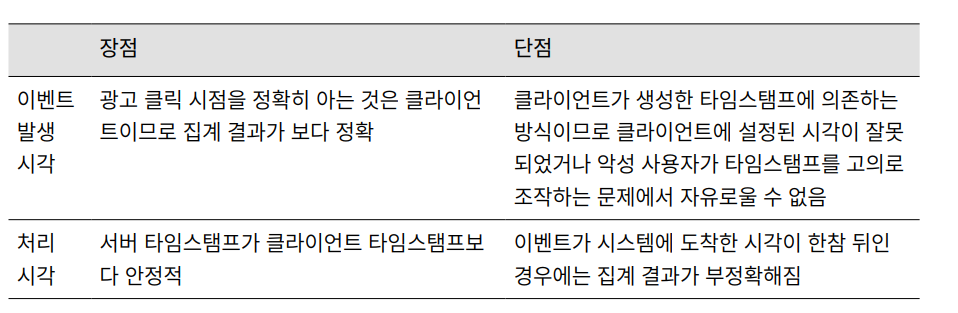 장점 단점
이벤트 발생 시각
광고 클릭 시점을 정확히 아는 것은 클라이언
트이므로 집계 결과가 보다 정확
클라이언트가 생성한 타임스탬프에 의존하는
방식이므로 클라이언트에 설정된 시각이 잘못
되었거나 악성 사용자가 타임스탬프를 고의로
조작하는 문제에서 자유로울 수 없음
처리 시각
서버 타임스탬프가 클라이언트 타임스탬프보
다 안정적
이벤트가 시스템에 도착한 시각이 한참 뒤인
경우에는 집계 결과가 부정확해짐